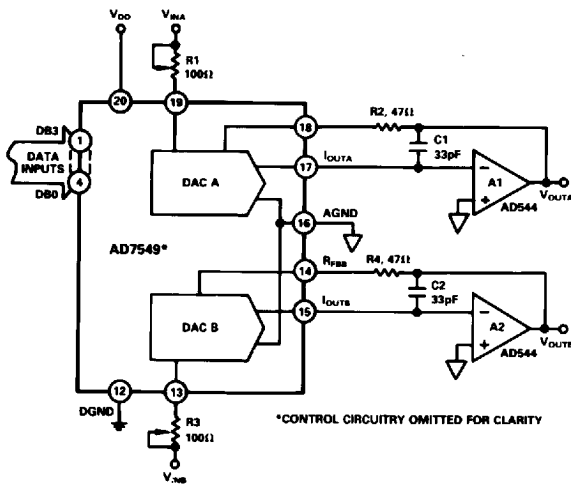 VDD
VINA
R1
100Ω
20
19
DB3
1
DATA
INPUTS
4
DB0
DAC A
18
R2, 47Ω
C1
33pF
17
IOUTA
A1
AD544
VOUTA
16
AGND
AD7549*
14
RFBB
R4, 47Ω
C2
33pF
15
IOUTB
A2
AD544
VOUTB
DAC B
12
13
DGND
R3
100Ω
VINB
*CONTROL CIRCUITRY OMITTED FOR CLARITY